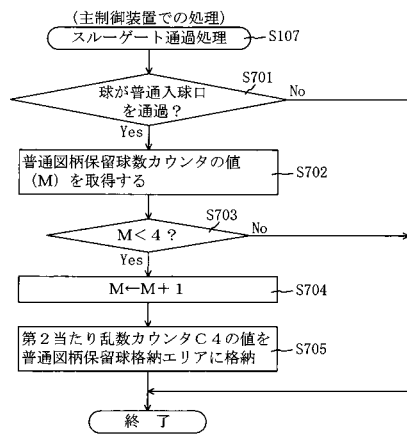 (主制御装置での処理)
スルーゲート通過処理
S107
S701
球が普通入球口
を通過?
No
Yes
普通図柄保留球数カウンタの値
(M)を取得する
S702
S703
M<4?
No
Yes
M←M+1
S704
第2当たり乱数カウンタC4の値を
普通図柄保留球格納エリアに格納
S705
終 了